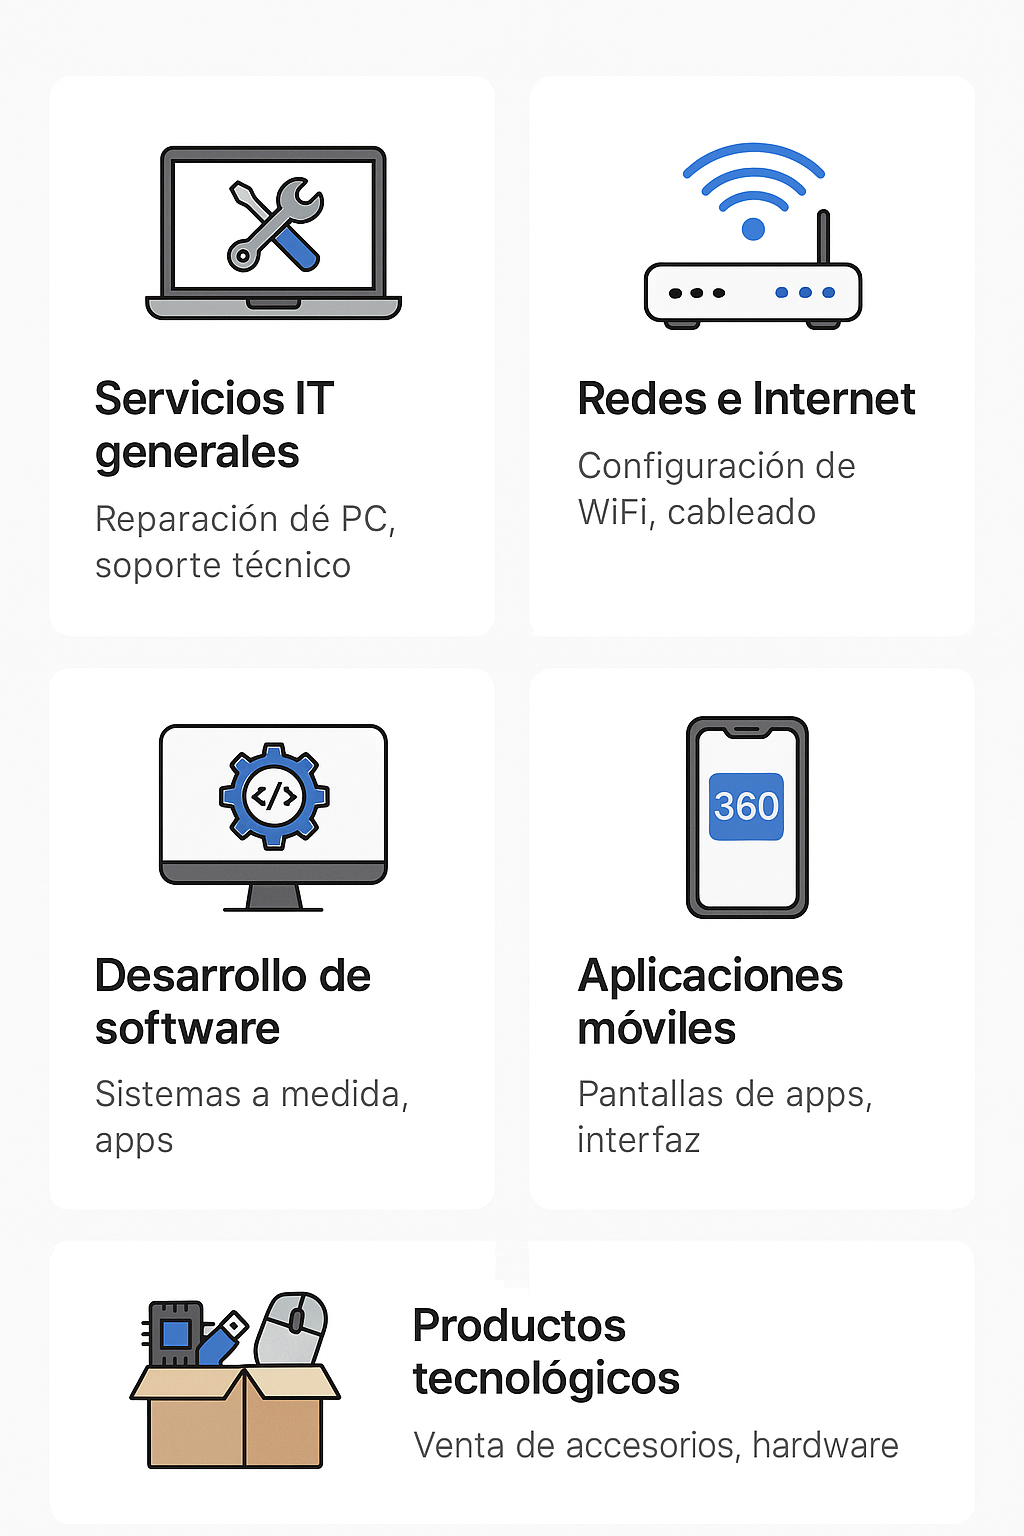 Servicios IT
generales
Reparación dé PC,
soporte técnico
Redes e Internet
Configuración de
WiFi, cableado
</>
Desarrollo de
software
Sistemas a medida,
apps
360
Aplicaciones
móviles
Pantallas de apps,
interfaz
Productos
tecnológicos
Venta de accesorios, hardware